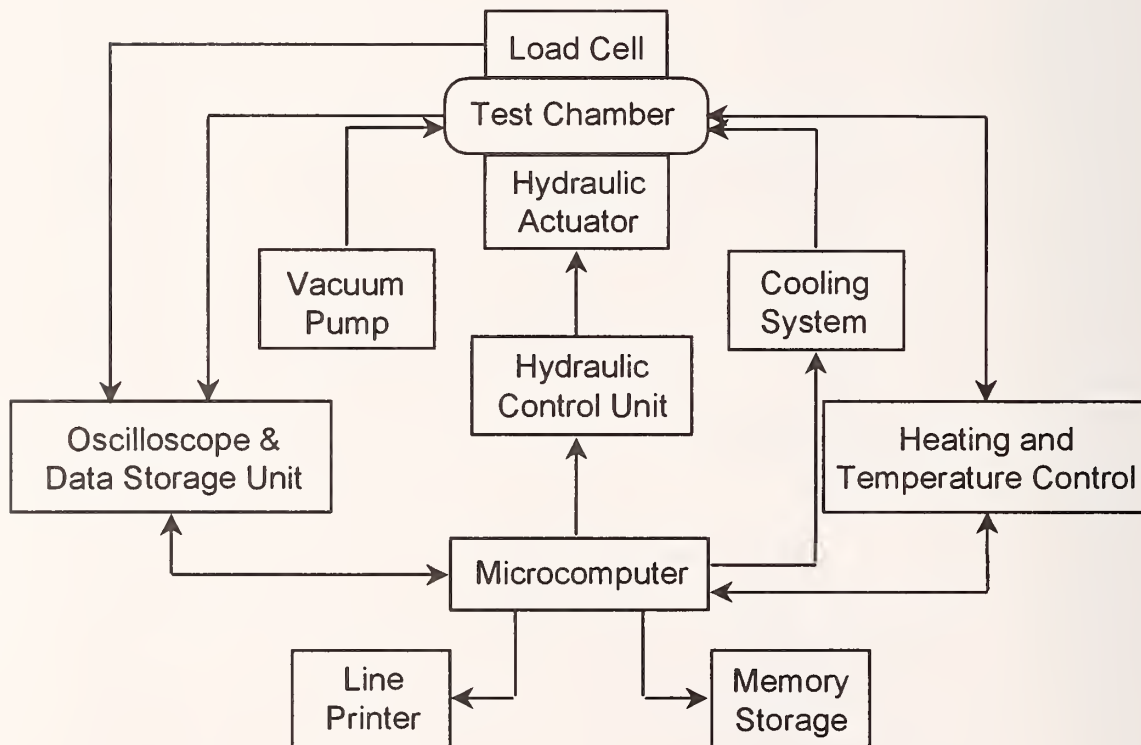 Load Cell
Test Chamber
Hydraulic
Actuator
Vacuum
Pump
Cooling
System
Hydraulic
Control Unit
Oscilloscope &
Data Storage Unit
Heating and
Temperature Control
Microcomputer
Line
Printer
Memory
Storage